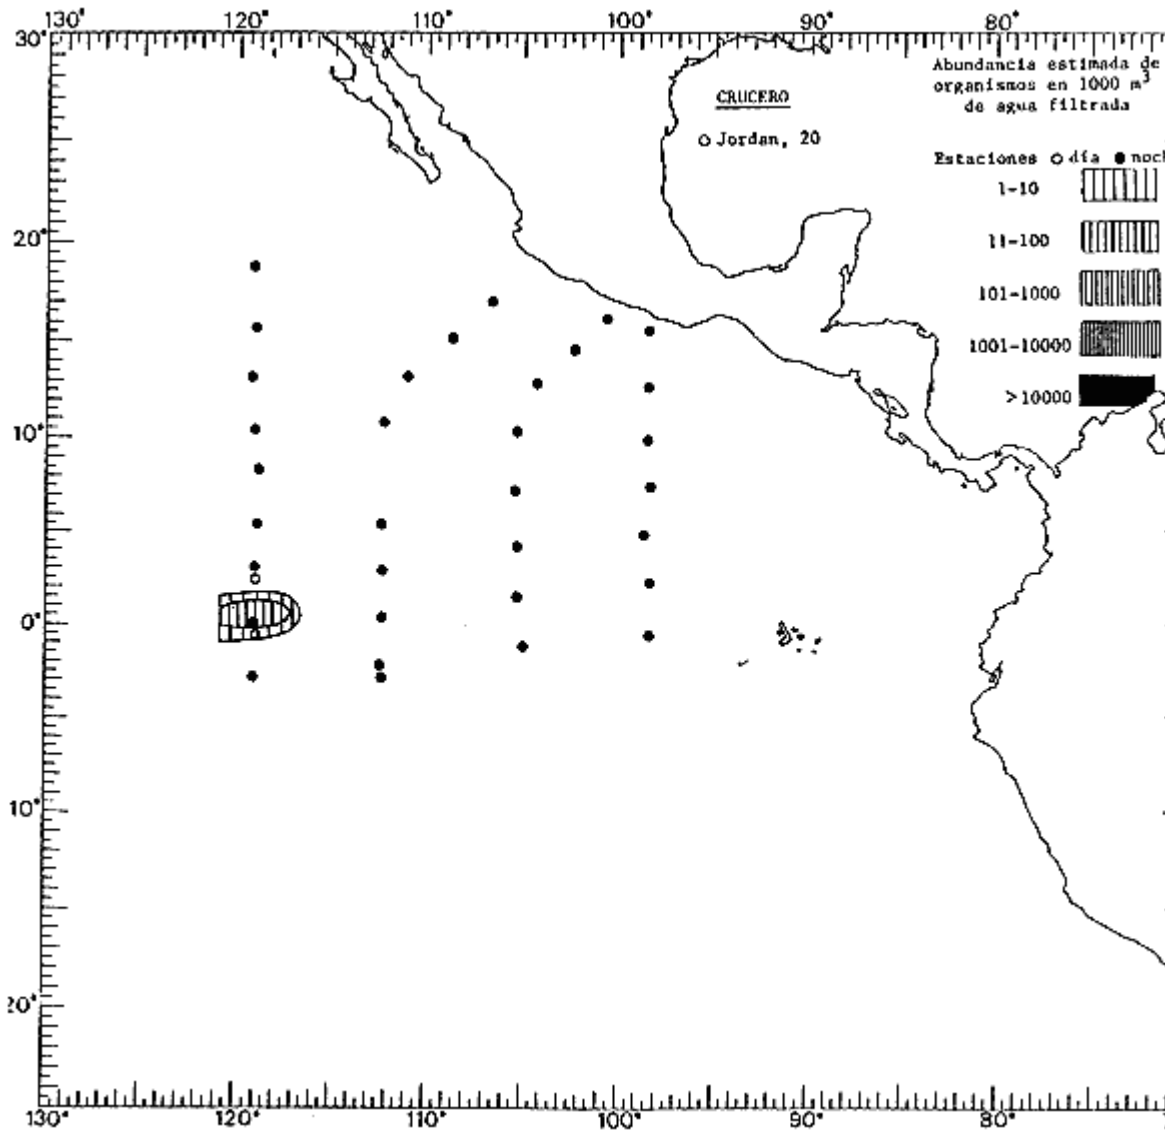 130° 120° 110° 100° 90° 80°
30°
Abundancia estimada de
organismos en 1000 m³
de agua filtrada
CRUCERO
Jordan, 20
Estaciones o día ● noch
1-10
11-100
101-1000
1001-10000
>10000
20°
10°
0°
10°
20°
130° 120° 110° 100° 90° 80°